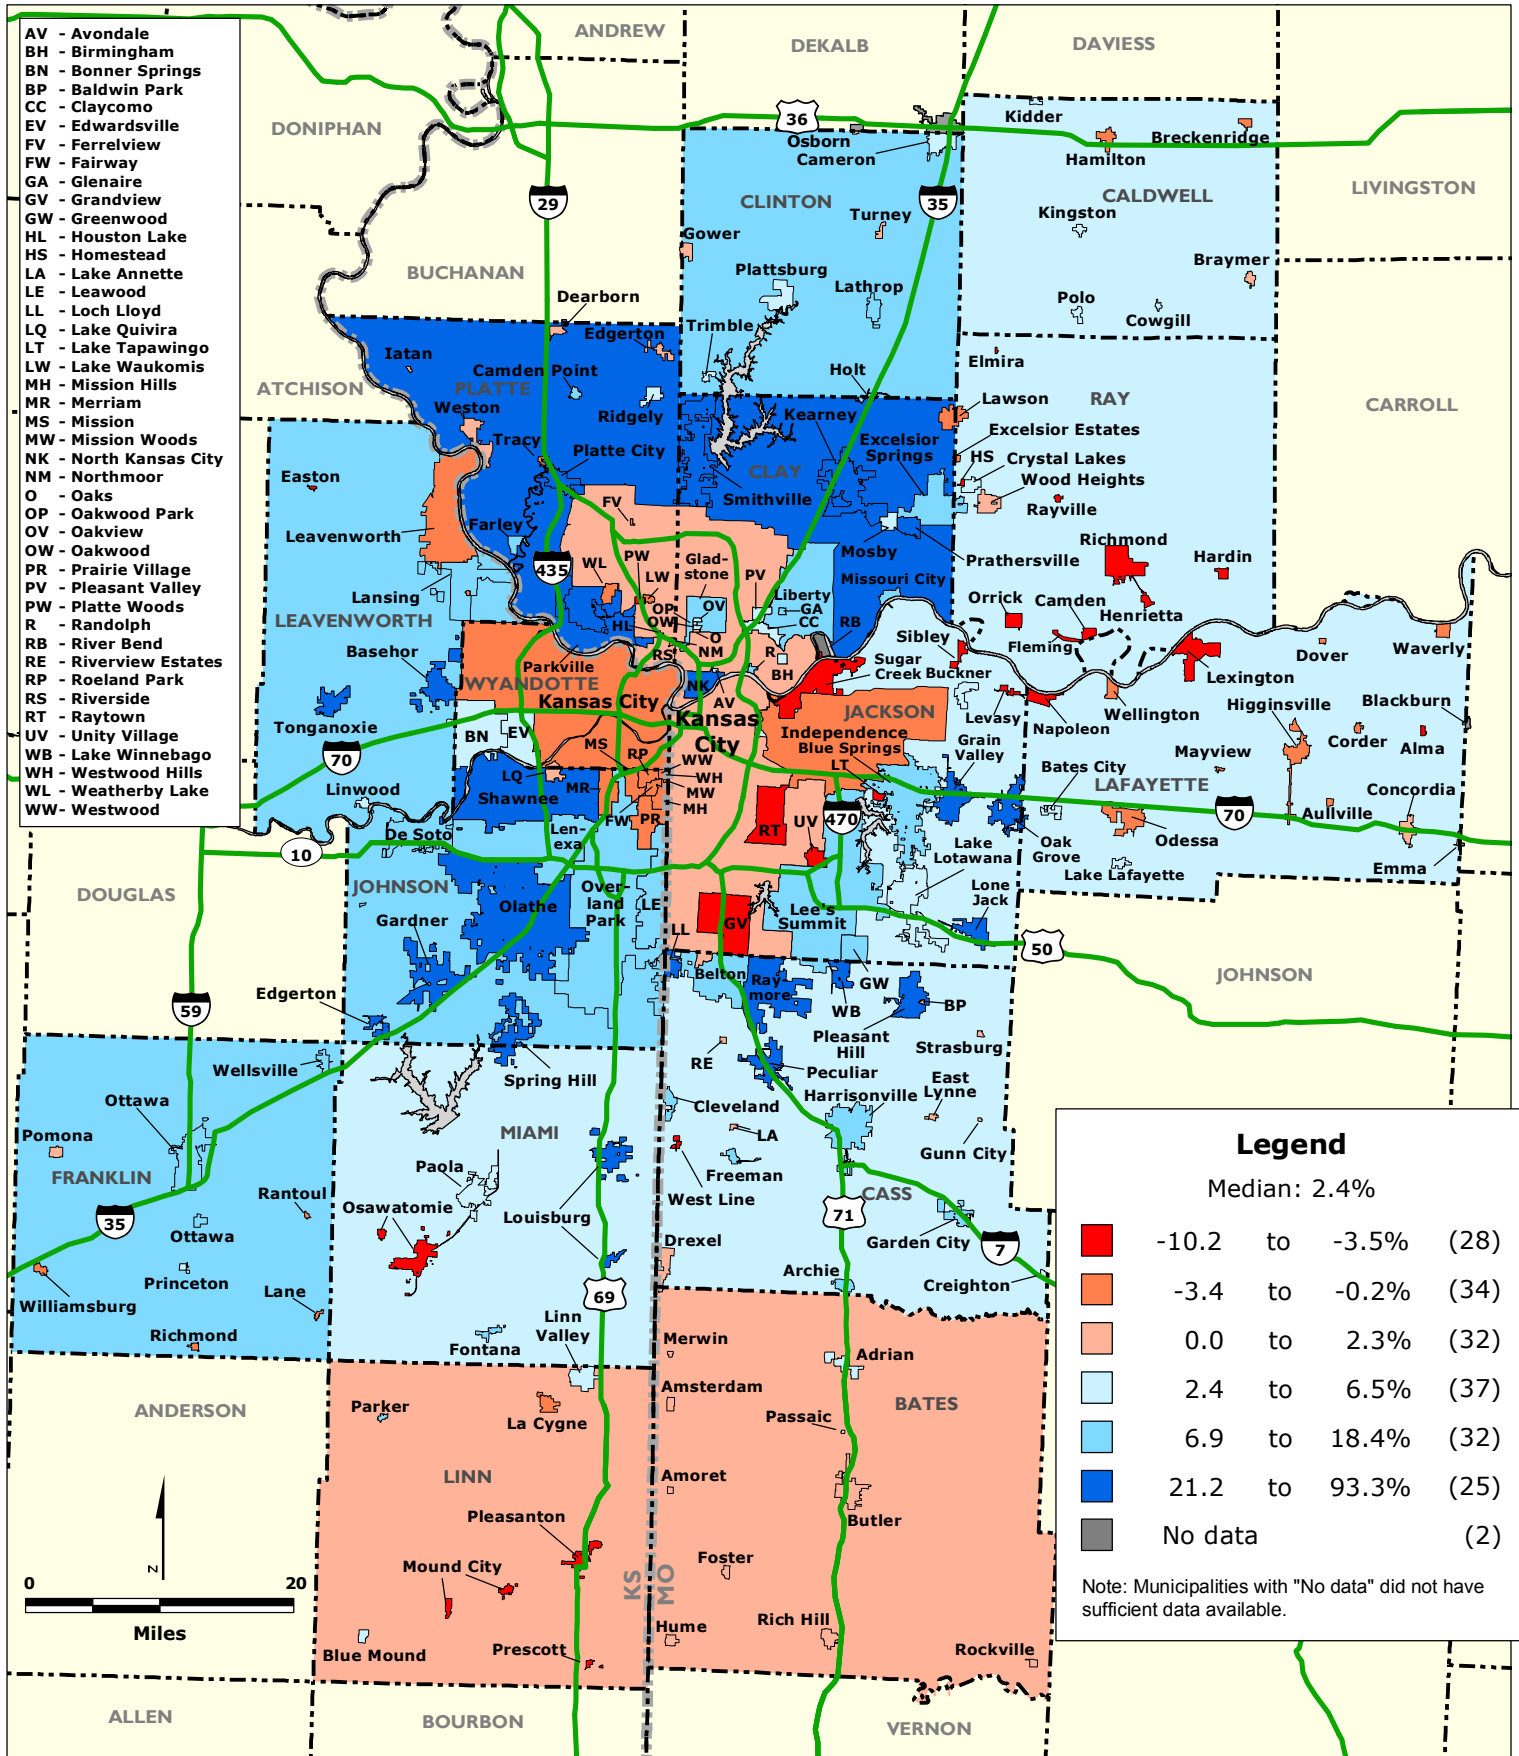 AV - Avondale
BH - Birmingham
BN - Bonner Springs
BP - Baldwin Park
CC - Claycomo
EV - Edwardsville
FV - Ferrelview
FW - Fairway
GA - Glenaire
GV - Grandview
GW - Greenwood
HL - Houston Lake
HS - Homestead
LA - Lake Annette
LE - Leawood
LL - Loch Lloyd
LQ - Lake Quivira
LT - Lake Tapawingo
LW - Lake Waukomis
MH - Mission Hills
MR - Merriam
MS - Mission
MW - Mission Woods
NK - North Kansas City
NM - Northmoor
O - Oaks
OP - Oakwood Park
OV - Oakview
OW - Oakwood
PR - Prairie Village
PV - Pleasant Valley
PW - Platte Woods
R - Randolph
RB - River Bend
RE - Riverview Estates
RP - Roeland Park
RS - Riverside
RT - Raytown
UV - Unity Village
WB - Lake Winnebago
WH - Westwood Hills
WL - Weatherby Lake
WW - Westwood
ANDREW
DEKALB
DAVIESS
DONIPHAN
36
Osborn
Cameron
Kidder
Hamilton
Breckenridge
LIVINGSTON
29
35
CLINTON
CALDWELL
Turney
Kingston
Gower
BUCHANAN
Plattsburg
Lathrop
Braymer
Polo
Cowgill
Dearborn
Edgerton
Trimble
Iatan
Camden Point
PLATTE
Ridgely
Holt
Elmira
ATCHISON
Weston
Tracy
Platte City
Kearney
Lawson
RAY
CARROLL
Excelsior
Springs
Excelsior Estates
HS
Crystal Lakes
Wood Heights
Rayville
CLAY
Smithville
Easton
Leavenworth
Farley
FV
Mosby
Prathersville
Richmond
Hardin
435
WL
PW
LW
Glad-
stone
PV
Missouri City
Lansing
LEAVENWORTH
OP
OW
OV
O
HL
NM
Liberty
GA
CC
RB
Orrick
Camden
Henrietta
Fleming
Sibley
Basehor
Parkville
RS
R
BH
Sugar
Creek
Buckner
Lexington
Dover
Waverly
WYANDOTTE
Kansas City
NK
AV
Kansas
City
JACKSON
Independence
Blue Springs
Levasy
Napoleon
Wellington
Higginsville
Blackburn
Tonganoxie
BN
EV
MS
RP
WW
WH
MW
MH
LT
Grain
Valley
Bates City
Mayview
Corder
Alma
70
LQ
Shawnee
MR
FW
PR
LAFAYETTE
Concordia
Linwood
De Soto
Len-
exa
RT
UV
470
Oak
Grove
Odessa
70
Aullville
10
Lake
Lotawana
Lake Lafayette
Emma
DOUGLAS
JOHNSON
Olathe
Over-
land
Park
LE
LL
GV
Lee's
Summit
Lone
Jack
50
JOHNSON
Gardner
Belton
Ray-
more
GW
WB
BP
Pleasant
Hill
Edgerton
59
Wellsville
Spring Hill
RE
Peculiar
Strasburg
Ottawa
Cleveland
Harrisonville
East
Lynne
Pomona
MIAMI
LA
Gunn City
FRANKLIN
Paola
Freeman
West Line
CASS
Rantoul
Osawatomie
Louisburg
35
Ottawa
71
Drexel
Garden City
7
Princeton
Archie
Creighton
Williamsburg
Lane
69
Linn
Valley
Richmond
Fontana
Merwin
Adrian
ANDERSON
Parker
La Cygne
Amsterdam
BATES
Passaic
LINN
Amoret
Pleasanton
Butler
Mound City
Foster
KS
MO
N
0
20
Miles
Blue Mound
Prescott
Hume
Rich Hill
Rockville
ALLEN
BOURBON
VERNON
Legend
Median: 2.4%
-10.2 to -3.5% (28)
-3.4 to -0.2% (34)
0.0 to 2.3% (32)
2.4 to 6.5% (37)
6.9 to 18.4% (32)
21.2 to 93.3% (25)
No data (2)
Note: Municipalities with "No data" did not have
sufficient data available.